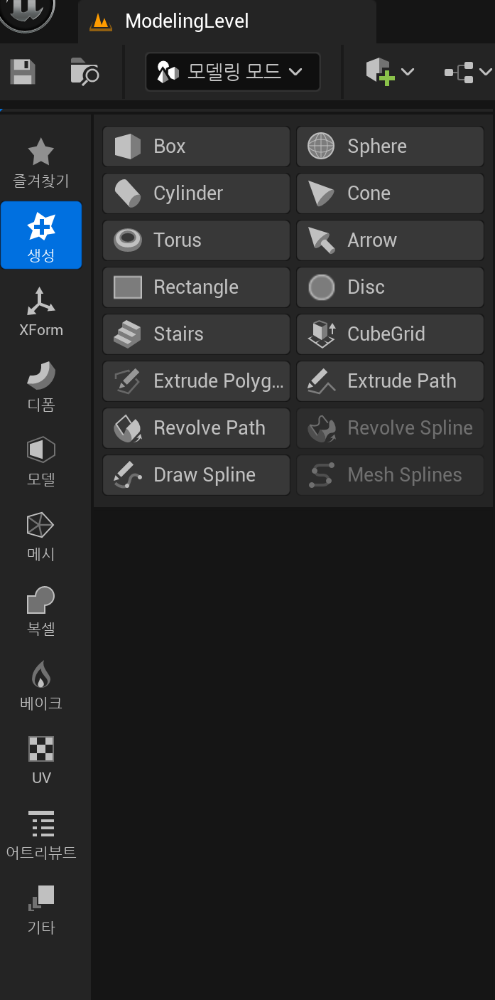 ModelingLevel
모델링 모드
즐겨찾기
생성
XForm
디폼
모델
메시
복셀
베이크
UV
어트리뷰트
기타
Box
Sphere
Cylinder
Cone
Torus
Arrow
Rectangle
Disc
Stairs
CubeGrid
Extrude Polyg...
Extrude Path
Revolve Path
Revolve Spline
Draw Spline
Mesh Splines